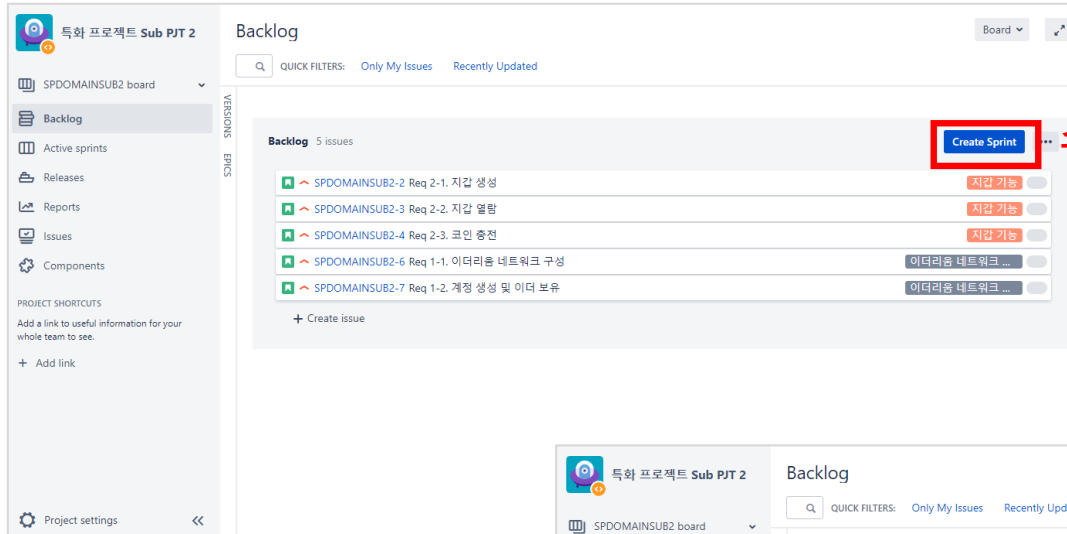 특화 프로젝트 Sub PJT 2
SPDOMAINSUB2 board
Backlog
Active sprints
Releases
Reports
Issues
Components
PROJECT SHORTCUTS
Add a link to useful information for your
whole team to see.
+ Add link
Project settings
Backlog
Board
QUICK FILTERS: Only My Issues Recently Updated
VERSIONS
EPICS
Backlog 5 issues
Create Sprint
SPDOMAINSUB2-2 Req 2-1. 지갑 생성 지갑 기능
SPDOMAINSUB2-3 Req 2-2. 지갑 열람 지갑 기능
SPDOMAINSUB2-4 Req 2-3. 코인 충전 지갑 기능
SPDOMAINSUB2-6 Req 1-1. 이더리움 네트워크 구성 이더리움 네트워크 ...
SPDOMAINSUB2-7 Req 1-2. 계정 생성 및 이더 보유 이더리움 네트워크 ...
+ Create issue
특화 프로젝트 Sub PJT 2
SPDOMAINSUB2 board
Backlog
QUICK FILTERS: Only My Issues Recently Upd